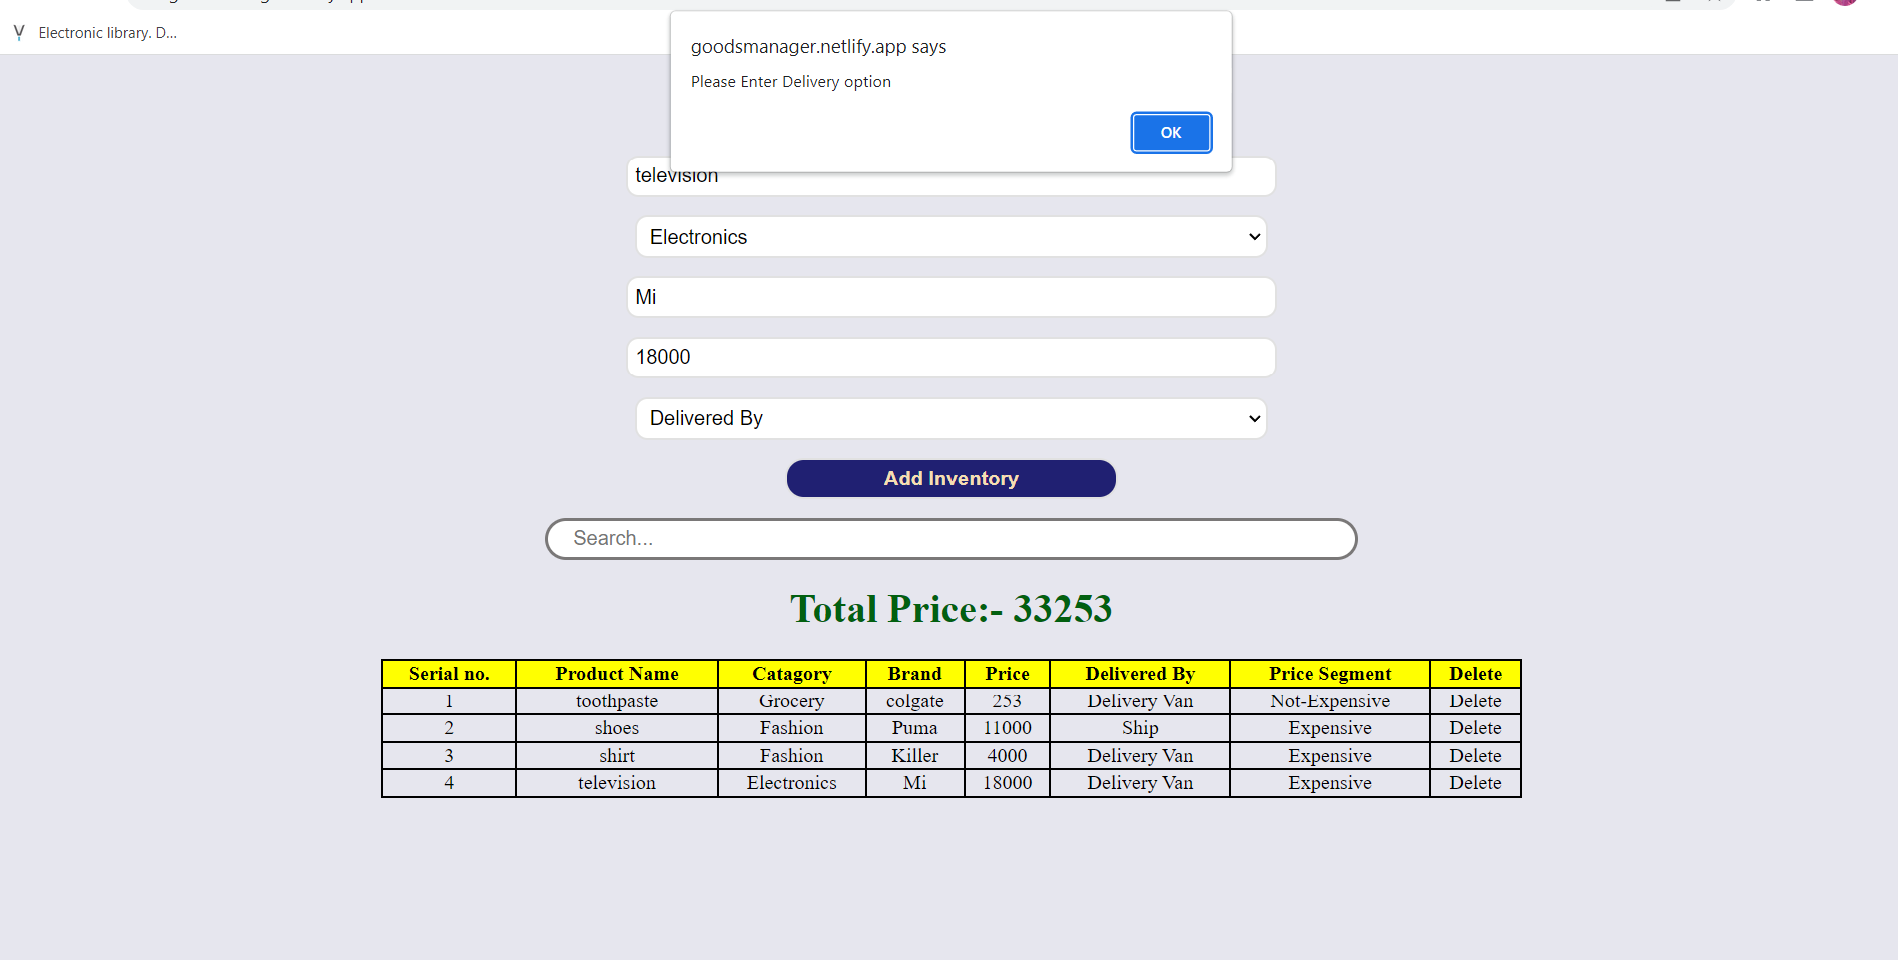 Electronic library. D...
goodsmanager.netlify.app says
Please Enter Delivery option
OK
television
Electronics
Mi
18000
Delivered By
Add Inventory
Search...
Total Price:- 33253
Serial no. Product Name Catagory Brand Price Delivered By Price Segment Delete
1 toothpaste Grocery colgate 253 Delivery Van Not-Expensive Delete
2 shoes Fashion Puma 11000 Ship Expensive Delete
3 shirt Fashion Killer 4000 Delivery Van Expensive Delete
4 television Electronics Mi 18000 Delivery Van Expensive Delete